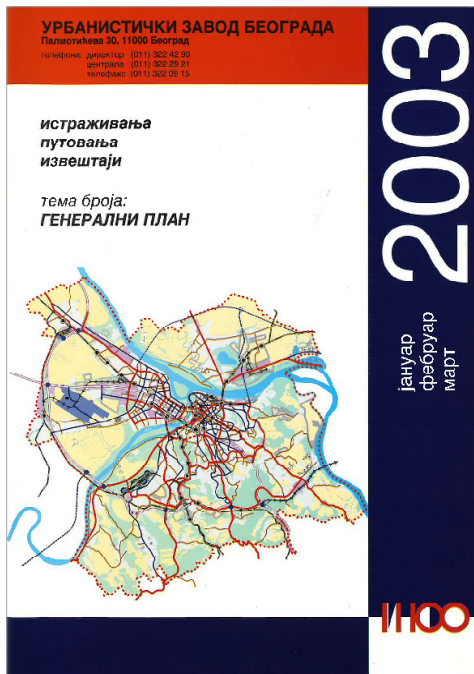 УРБАНИСТИЧКИ ЗАВОД БЕОГРАДА
Палмотићева 30, 11000 Београд
телефони: директор (011) 322 42 90
централа (011) 322 29 21
телефакс (011) 322 09 15
истраживања
путовања
извештаји
тема броја:
ГЕНЕРАЛНИ ПЛАН
2003
јануар
фебруар
март
ИНФО